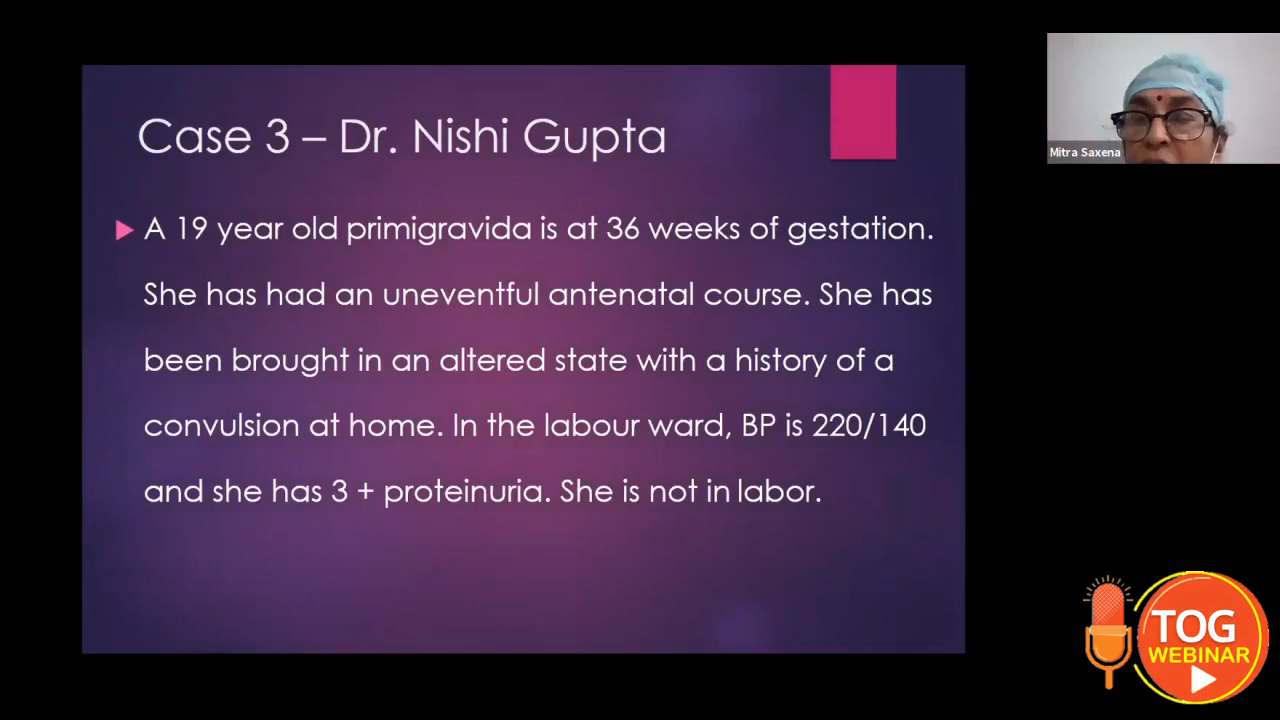 Case 3 – Dr. Nishi Gupta
A 19 year old primigravida is at 36 weeks of gestation.
She has had an uneventful antenatal course. She has
been brought in an altered state with a history of a
convulsion at home. In the labour ward, BP is 220/140
and she has 3 + proteinuria. She is not in labor.
Mitra Saxena
TOG
WEBINAR